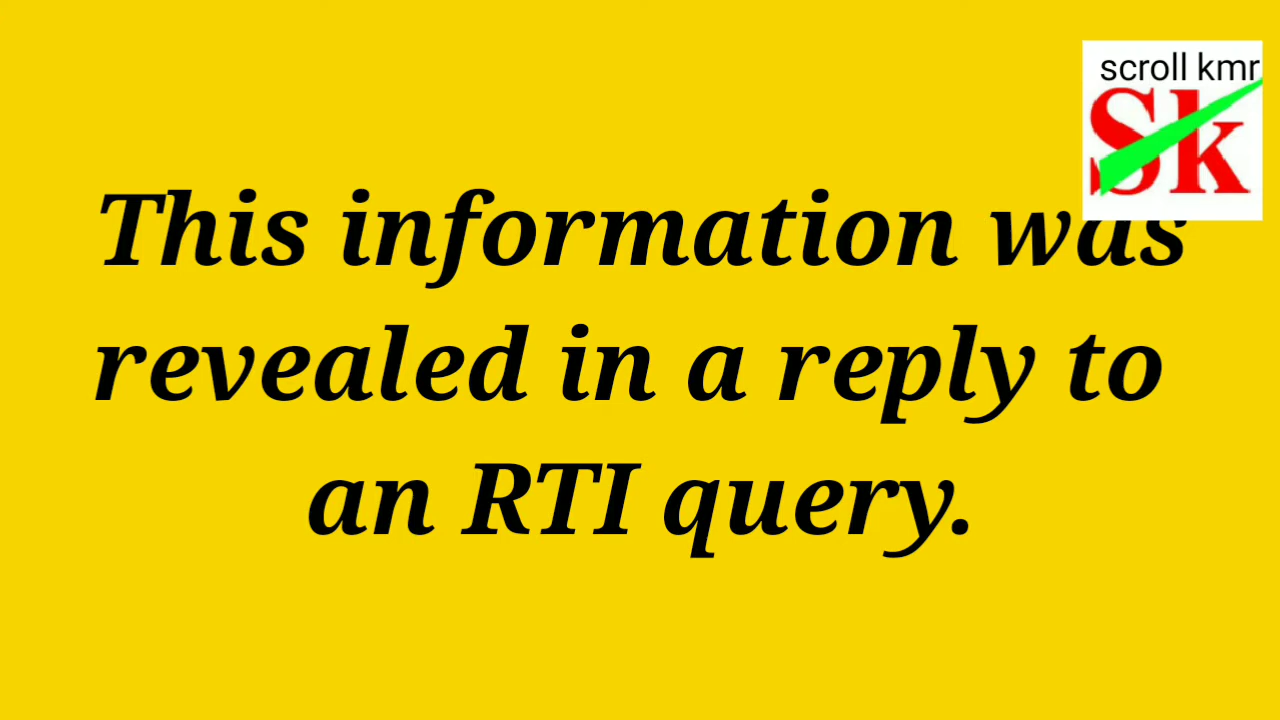 scroll kmr
Sk
This information was
revealed in a reply to
an RTI query.